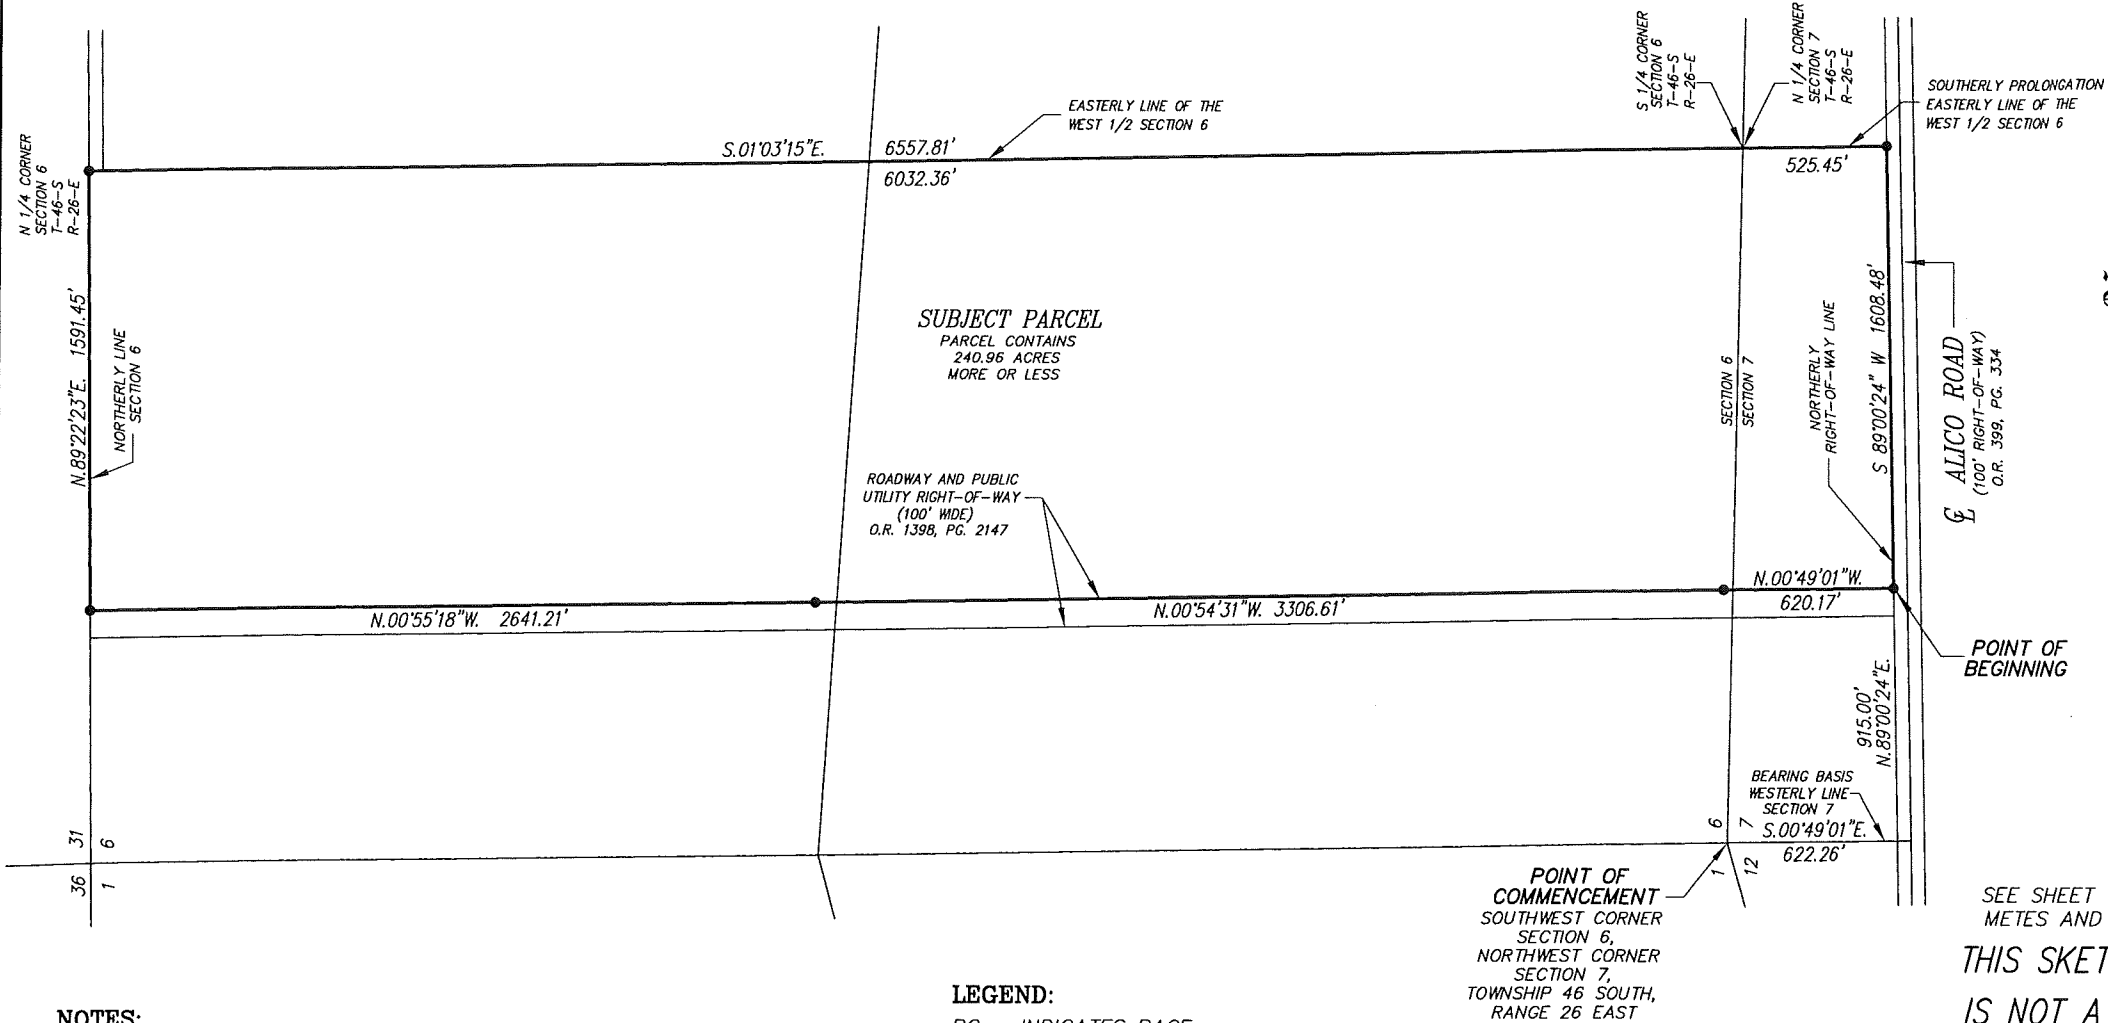 N 1/4 CORNER
SECTION 6
T-46-S
R-26-E
S.01°03'15"E.
6557.81'
6032.36'
EASTERLY LINE OF THE
WEST 1/2 SECTION 6
S 1/4 CORNER
SECTION 6
T-46-S
R-26-E
N 1/4 CORNER
SECTION 7
T-46-S
R-26-E
SOUTHERLY PROLONGATION
EASTERLY LINE OF THE
WEST 1/2 SECTION 6
525.45'
N.89°22'23"E. 1591.45'
NORTHERLY LINE
SECTION 6
SUBJECT PARCEL
PARCEL CONTAINS
240.96 ACRES
MORE OR LESS
SECTION 6
SECTION 7
NORTHERLY
RIGHT-OF-WAY LINE
S 89°00'24" W 1608.48'
℄ ALICO ROAD
(100' RIGHT-OF-WAY)
O.R. 399, PG. 334
ROADWAY AND PUBLIC
UTILITY RIGHT-OF-WAY
(100' WIDE)
O.R. 1398, PG. 2147
N.00°55'18"W. 2641.21'
N.00°54'31"W. 3306.61'
N.00°49'01"W.
620.17'
POINT OF
BEGINNING
915.00'
N.89°00'24"E.
BEARING BASIS
WESTERLY LINE
SECTION 7
S.00°49'01"E.
622.26'
31
6
36
1
6
7
1
12
POINT OF
COMMENCEMENT
SOUTHWEST CORNER
SECTION 6,
NORTHWEST CORNER
SECTION 7,
TOWNSHIP 46 SOUTH,
RANGE 26 EAST
SEE SHEET
METES AND
THIS SKET
IS NOT A
LEGEND:
NOTES: